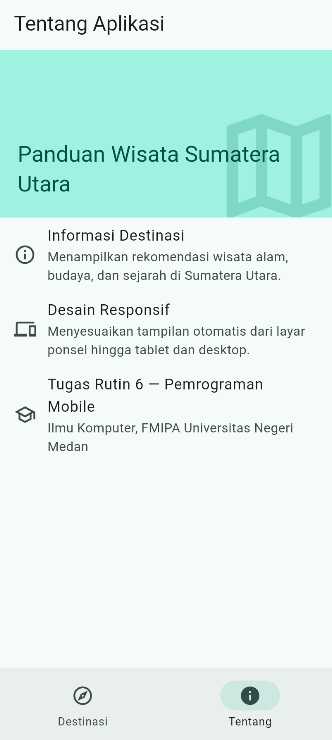 Tentang Aplikasi
Panduan Wisata Sumatera
Utara
Informasi Destinasi
Menampilkan rekomendasi wisata alam,
budaya, dan sejarah di Sumatera Utara.
Desain Responsif
Menyesuaikan tampilan otomatis dari layar
ponsel hingga tablet dan desktop.
Tugas Rutin 6 — Pemrograman
Mobile
Ilmu Komputer, FMIPA Universitas Negeri
Medan
Destinasi
Tentang